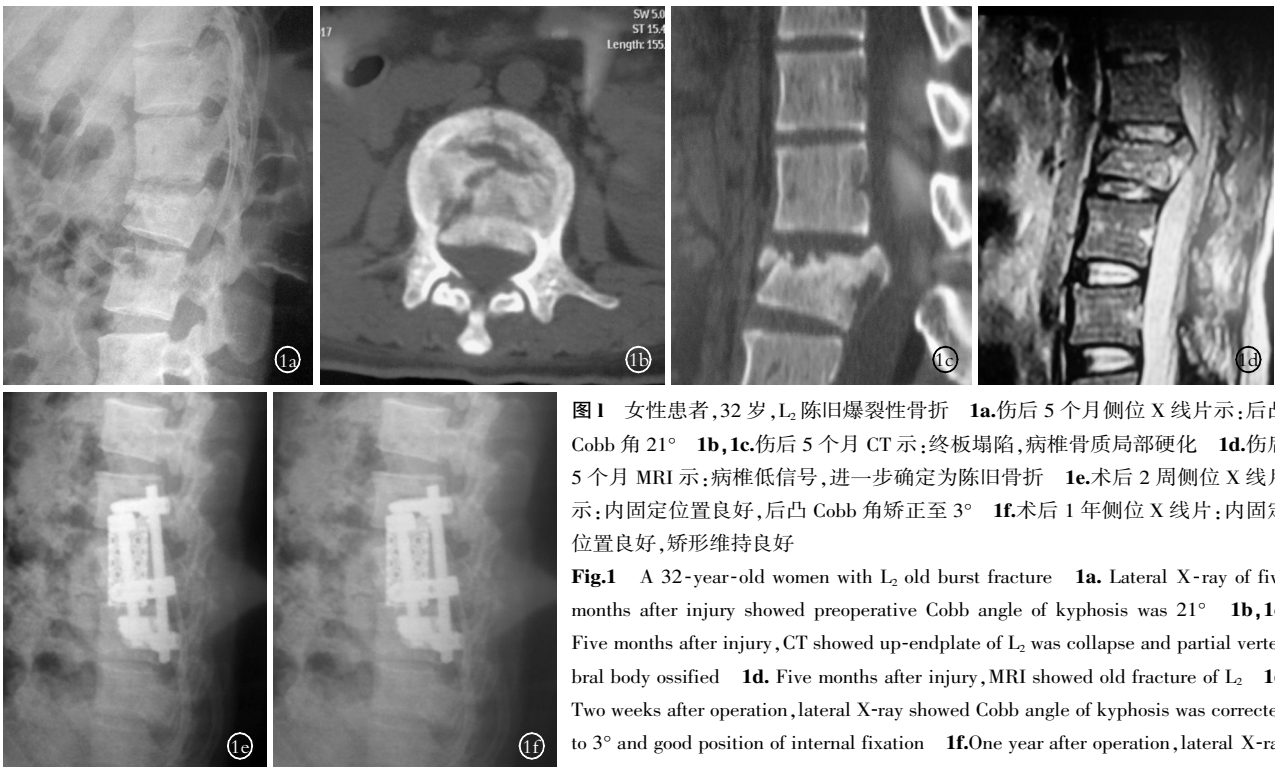 SW 5.0
ST 15.4
Length: 155.
17
1a
1b
1c
1d
1e
1f
图1 女性患者,32岁,L₂陈旧爆裂性骨折 1a.伤后5个月侧位X线片示:后凸
Cobb角21° 1b,1c.伤后5个月CT示:终板塌陷,病椎骨质局部硬化 1d.伤后
5个月MRI示:病椎低信号,进一步确定为陈旧骨折 1e.术后2周侧位X线片
示:内固定位置良好,后凸Cobb角矫正至3° 1f.术后1年侧位X线片:内固定
位置良好,矫形维持良好
Fig.1 A 32-year-old women with L₂ old burst fracture 1a. Lateral X-ray of five
months after injury showed preoperative Cobb angle of kyphosis was 21° 1b,1c
Five months after injury,CT showed up-endplate of L₂ was collapse and partial verte
bral body ossified 1d. Five months after injury,MRI showed old fracture of L₂ 1e
Two weeks after operation,lateral X-ray showed Cobb angle of kyphosis was correcte
to 3° and good position of internal fixation 1f.One year after operation,lateral X-ra